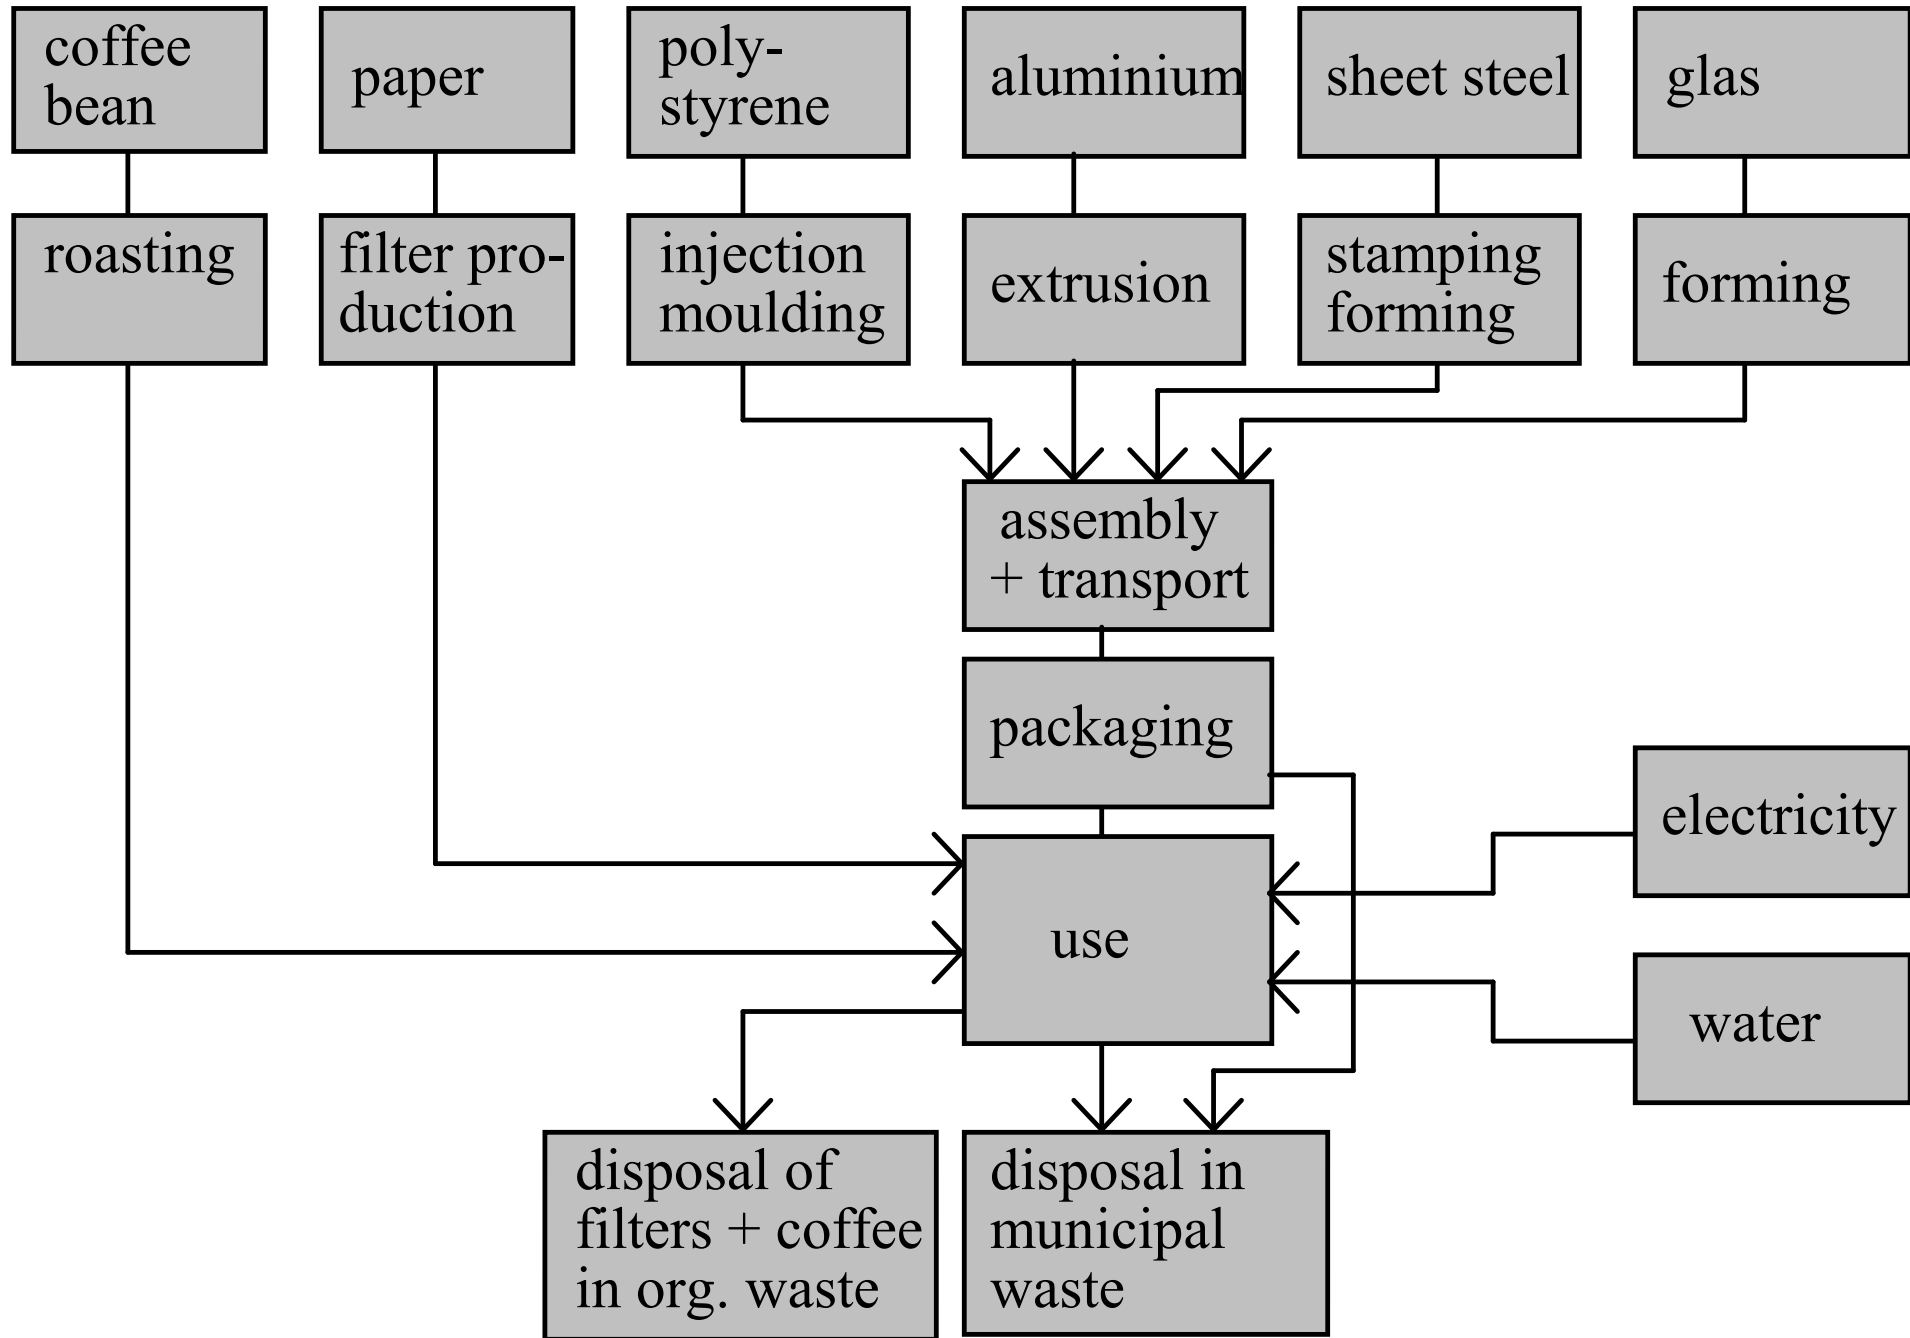 coffee
bean
paper
poly-
styrene
aluminium
sheet steel
glas
roasting
filter pro-
duction
injection
moulding
extrusion
stamping
forming
forming
assembly
+ transport
packaging
electricity
use
water
disposal of
filters + coffee
in org. waste
disposal in
municipal
waste